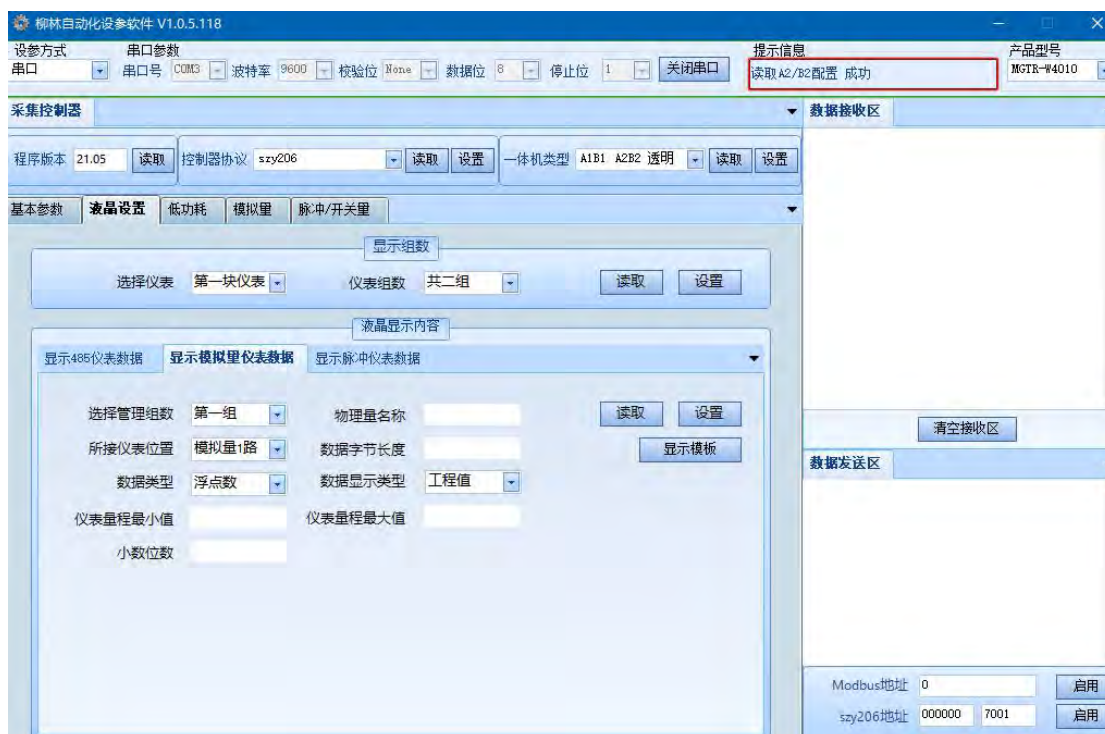 柳林自动化设参软件 V1.0.5.118
设参方式 串口参数 提示信息 产品型号
串口 串口号 COM3 波特率 9600 校验位 None 数据位 8 停止位 1 关闭串口 读取A2/B2配置 成功 MGTR-W4010
采集控制器 数据接收区
程序版本 21.05 读取 控制器协议 szy206 读取 设置 一体机类型 A1B1 A2B2 透明 读取 设置
基本参数 液晶设置 低功耗 模拟量 脉冲/开关量
显示组数
选择仪表 第一块仪表 仪表组数 共二组 读取 设置
液晶显示内容
显示485仪表数据 显示模拟里仪表数据 显示脉冲仪表数据
选择管理组数 第一组 物理量名称 读取 设置
清空接收区
所接仪表位置 模拟量1路 数据字节长度 显示模板
数据发送区
数据类型 浮点数 数据显示类型 工程值
仪表量程最小值 仪表量程最大值
小数位数
Modbus地址 0 启用
szy206地址 000000 7001 启用